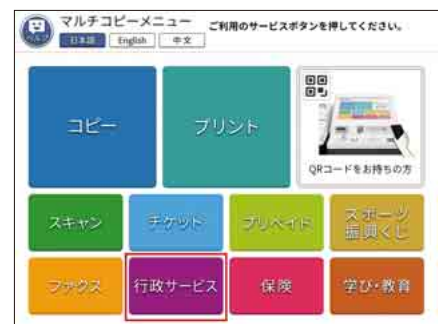 マルチコピーメニュー
ご利用のサービスボタンを押してください。
ヘルプ
日本語 English 中文
コピー
プリント
QRコードをお持ちの方
スキャン
チケット
プリペイド
スポーツ
振興くじ
ファクス
行政サービス
保険
学び・教育